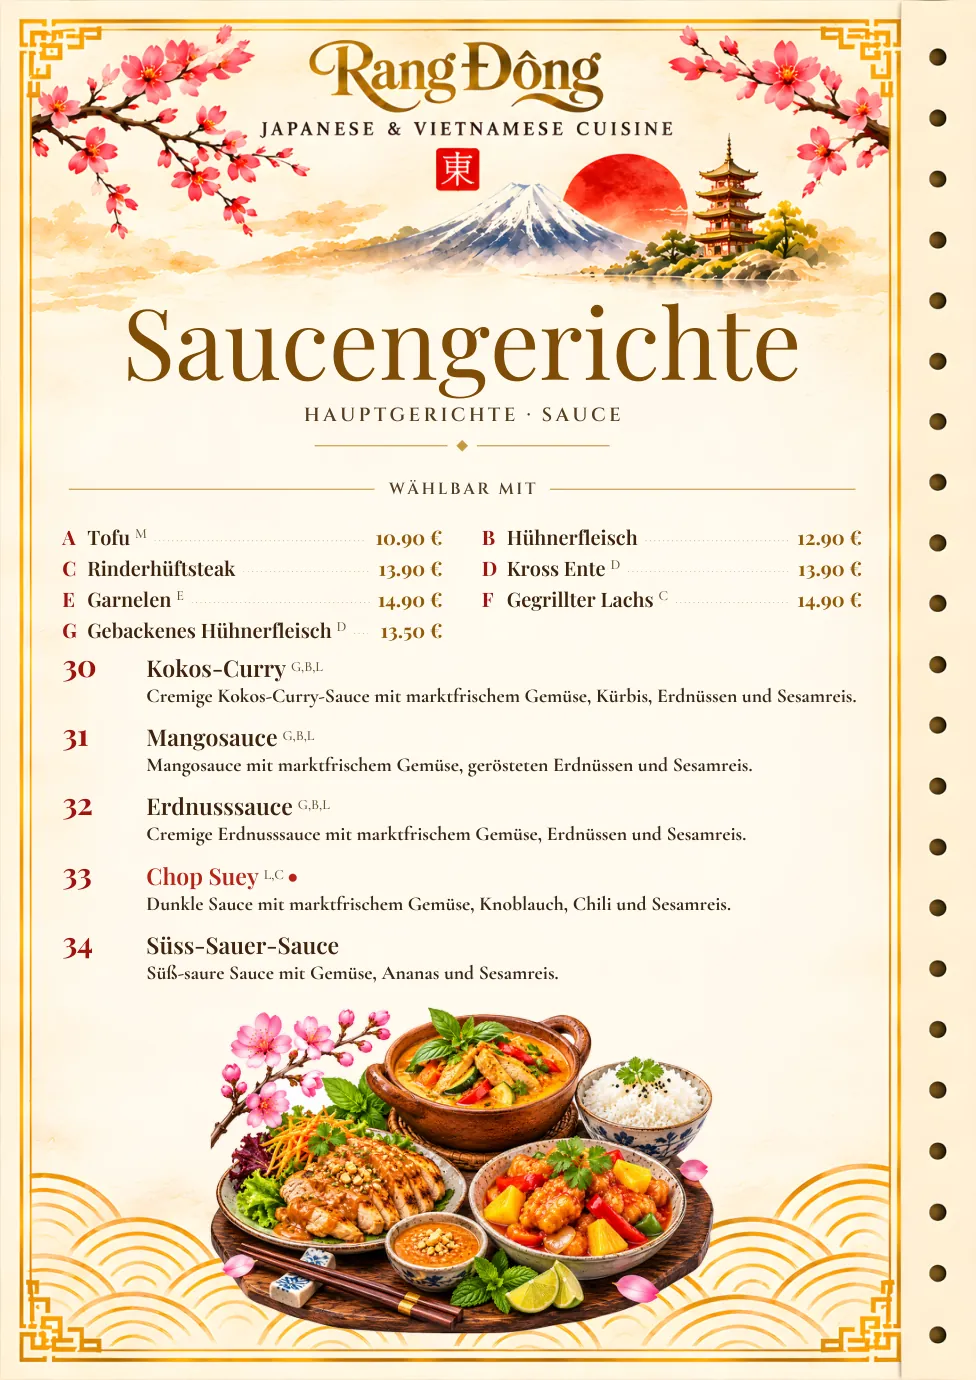 Rang Đông
JAPANESE & VIETNAMESE CUISINE
東
Saucengerichte
HAUPTGERICHTE · SAUCE
WÄHLBAR MIT
A Tofu M 10.90 €
B Hühnerfleisch 12.90 €
C Rinderhüftsteak 13.90 €
D Kross Ente D 13.90 €
E Garnelen E 14.90 €
F Gegrillter Lachs C 14.90 €
G Gebackenes Hühnerfleisch D 13.50 €
30 Kokos-Curry G,B,L
Cremige Kokos-Curry-Sauce mit marktfrischem Gemüse, Kürbis, Erdnüssen und Sesamreis.
31 Mangosauce G,B,L
Mangosauce mit marktfrischem Gemüse, gerösteten Erdnüssen und Sesamreis.
32 Erdnusssauce G,B,L
Cremige Erdnusssauce mit marktfrischem Gemüse, Erdnüssen und Sesamreis.
33 Chop Suey L,C ●
Dunkle Sauce mit marktfrischem Gemüse, Knoblauch, Chili und Sesamreis.
34 Süss-Sauer-Sauce
Süß-saure Sauce mit Gemüse, Ananas und Sesamreis.